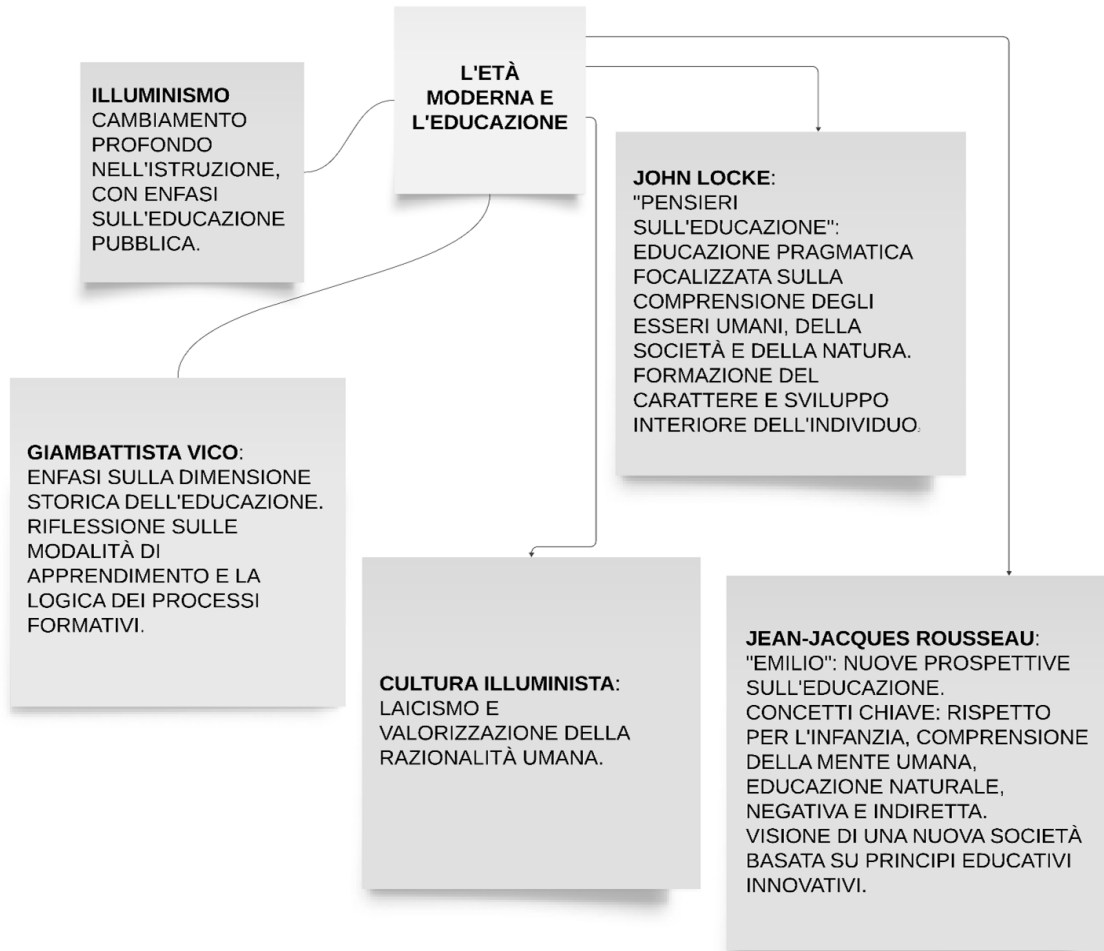 L'ETÀ
MODERNA E
L'EDUCAZIONE
ILLUMINISMO
CAMBIAMENTO
PROFONDO
NELL'ISTRUZIONE,
CON ENFASI
SULL'EDUCAZIONE
PUBBLICA.
JOHN LOCKE:
"PENSIERI
SULL'EDUCAZIONE":
EDUCAZIONE PRAGMATICA
FOCALIZZATA SULLA
COMPRENSIONE DEGLI
ESSERI UMANI, DELLA
SOCIETÀ E DELLA NATURA.
FORMAZIONE DEL
CARATTERE E SVILUPPO
INTERIORE DELL'INDIVIDUO.
GIAMBATTISTA VICO:
ENFASI SULLA DIMENSIONE
STORICA DELL'EDUCAZIONE.
RIFLESSIONE SULLE
MODALITÀ DI
APPRENDIMENTO E LA
LOGICA DEI PROCESSI
FORMATIVI.
CULTURA ILLUMINISTA:
LAICISMO E
VALORIZZAZIONE DELLA
RAZIONALITÀ UMANA.
JEAN-JACQUES ROUSSEAU:
"EMILIO": NUOVE PROSPETTIVE
SULL'EDUCAZIONE.
CONCETTI CHIAVE: RISPETTO
PER L'INFANZIA, COMPRENSIONE
DELLA MENTE UMANA,
EDUCAZIONE NATURALE,
NEGATIVA E INDIRETTA.
VISIONE DI UNA NUOVA SOCIETÀ
BASATA SU PRINCIPI EDUCATIVI
INNOVATIVI.